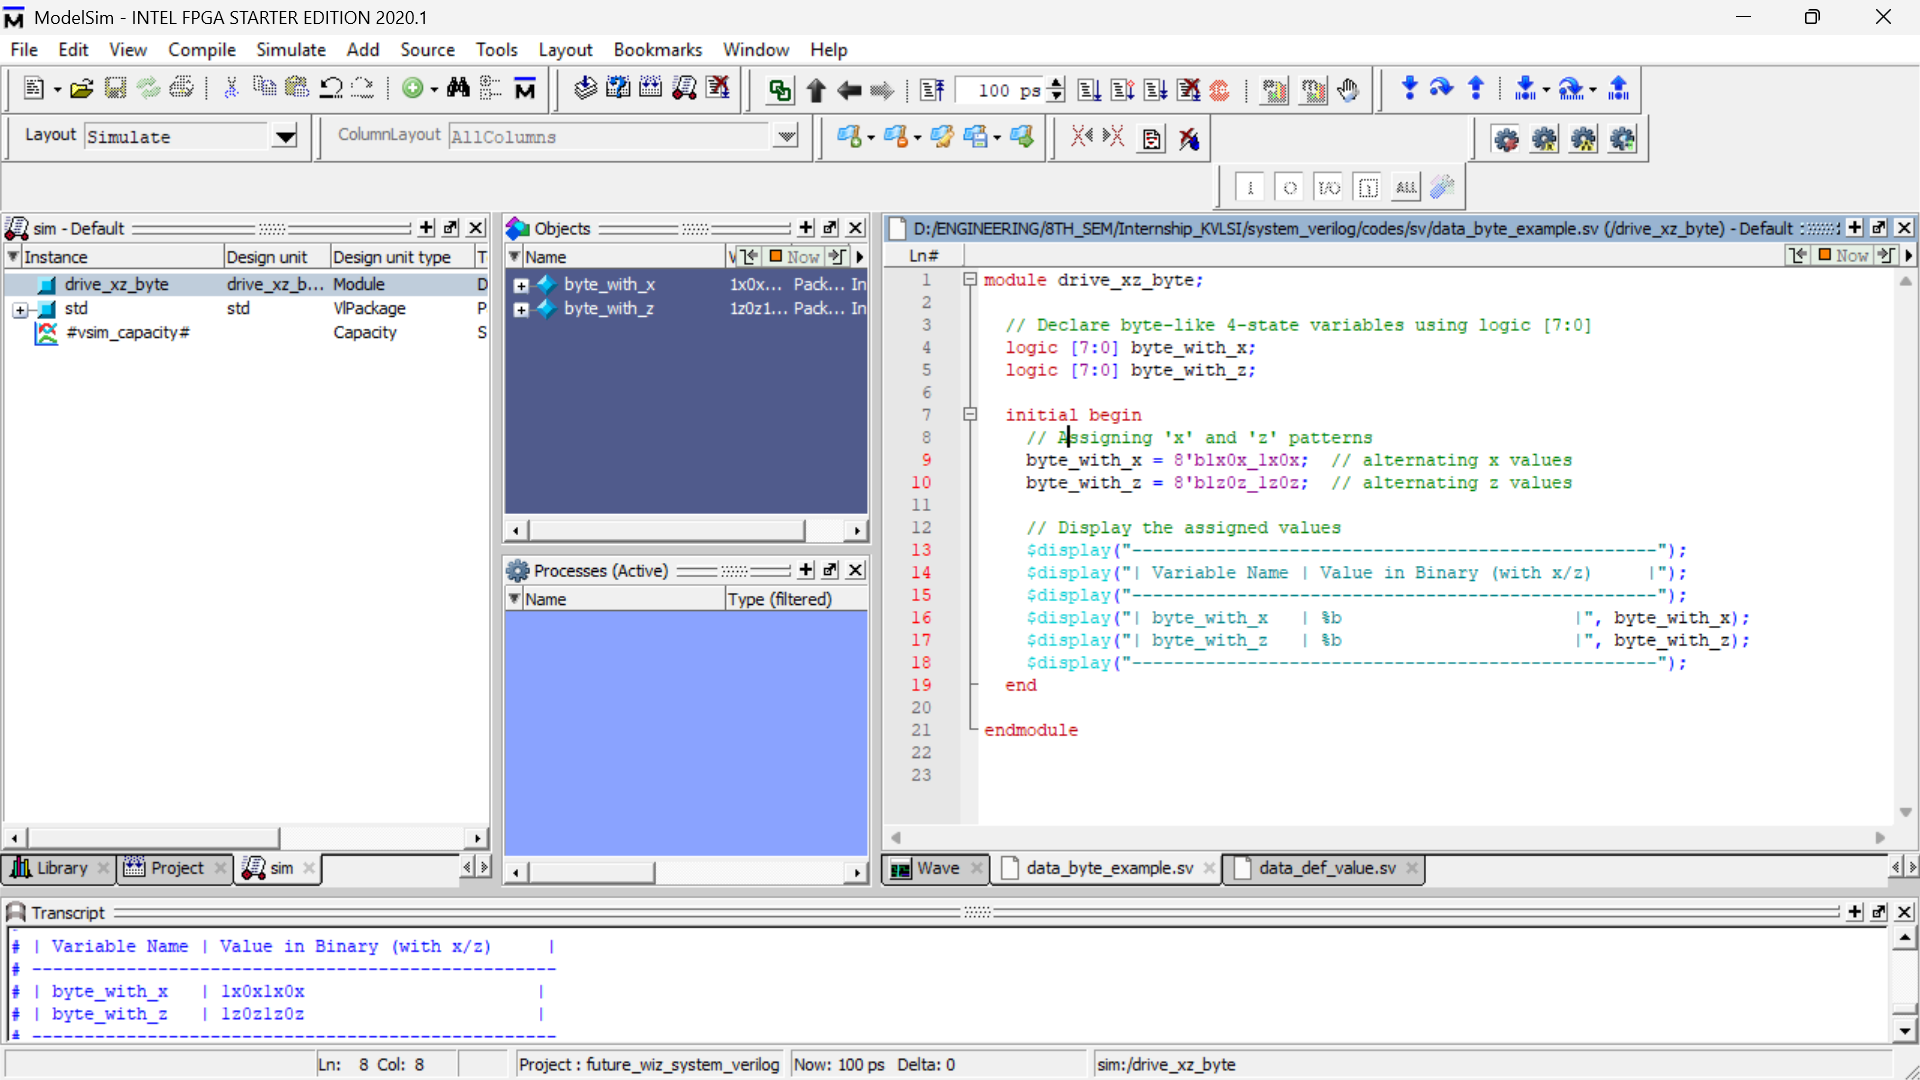 ModelSim - INTEL FPGA STARTER EDITION 2020.1
File Edit View Compile Simulate Add Source Tools Layout Bookmarks Window Help
100 ps
Layout Simulate ColumnLayout AllColumns
ALL
sim - Default
Instance Design unit Design unit type T
drive_xz_byte drive_xz_b... Module D
std std VlPackage P
#vsim_capacity# Capacity S
Library Project sim
Objects
Name Now
byte_with_x 1x0x... Pack... In
byte_with_z 1z0z1... Pack... In
Processes (Active)
Name Type (filtered)
D:/ENGINEERING/8TH_SEM/Internship_KVLSI/system_verilog/codes/sv/data_byte_example.sv (/drive_xz_byte) - Default
Ln# Now
1 module drive_xz_byte;
2
3 // Declare byte-like 4-state variables using logic [7:0]
4 logic [7:0] byte_with_x;
5 logic [7:0] byte_with_z;
6
7 initial begin
8 // Assigning 'x' and 'z' patterns
9 byte_with_x = 8'b1x0x_1x0x; // alternating x values
10 byte_with_z = 8'b1z0z_1z0z; // alternating z values
11
12 // Display the assigned values
13 $display("--------------------------------------------------");
14 $display("| Variable Name | Value in Binary (with x/z) |");
15 $display("--------------------------------------------------");
16 $display("| byte_with_x | %b |", byte_with_x);
17 $display("| byte_with_z | %b |", byte_with_z);
18 $display("--------------------------------------------------");
19 end
20
21 endmodule
22
23
Wave data_byte_example.sv data_def_value.sv
Transcript
# | Variable Name | Value in Binary (with x/z) |
# --------------------------------------------------
# | byte_with_x | 1x0x1x0x |
# | byte_with_z | 1z0z1z0z |
# --------------------------------------------------
Ln: 8 Col: 8 Project : future_wiz_system_verilog Now: 100 ps Delta: 0 sim:/drive_xz_byte